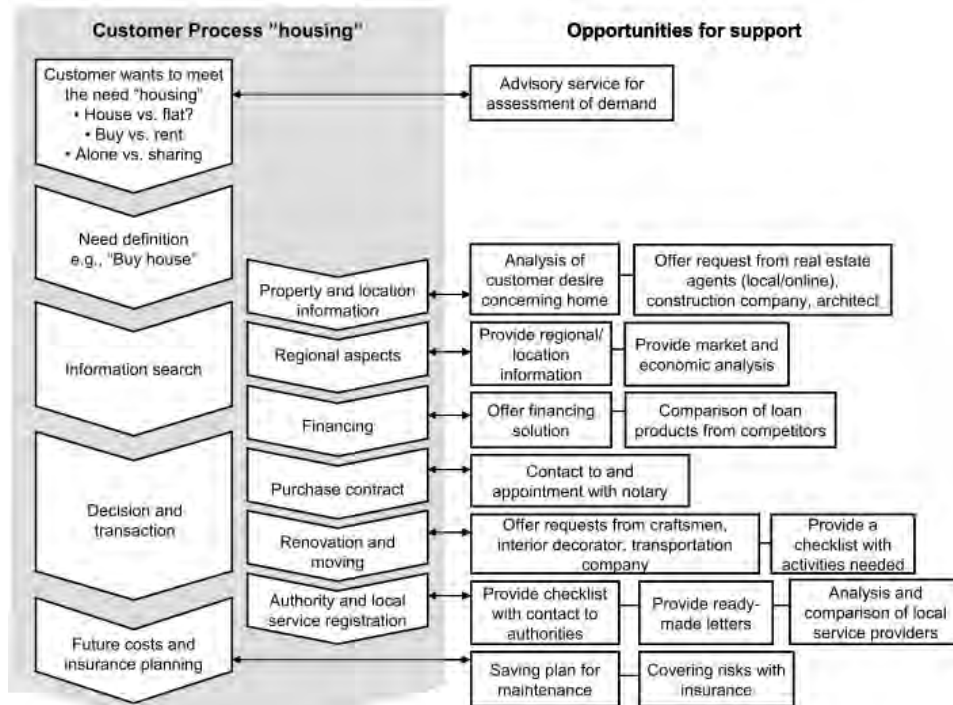 Customer Process "housing"
Opportunities for support
Customer wants to meet
the need "housing"
• House vs. flat?
• Buy vs. rent
• Alone vs. sharing
Advisory service for
assessment of demand
Need definition
e.g., "Buy house"
Property and location
information
Analysis of
customer desire
concerning home
Offer request from real estate
agents (local/online),
construction company, architect
Information search
Regional aspects
Provide regional/
location
information
Provide market and
economic analysis
Financing
Offer financing
solution
Comparison of loan
products from competitors
Decision and
transaction
Purchase contract
Contact to and
appointment with notary
Renovation and
moving
Offer requests from craftsmen,
interior decorator, transportation
company
Provide a
checklist with
activities needed
Authority and local
service registration
Provide checklist
with contact to
authorities
Provide ready-
made letters
Analysis and
comparison of local
service providers
Future costs and
insurance planning
Saving plan for
maintenance
Covering risks with
insurance